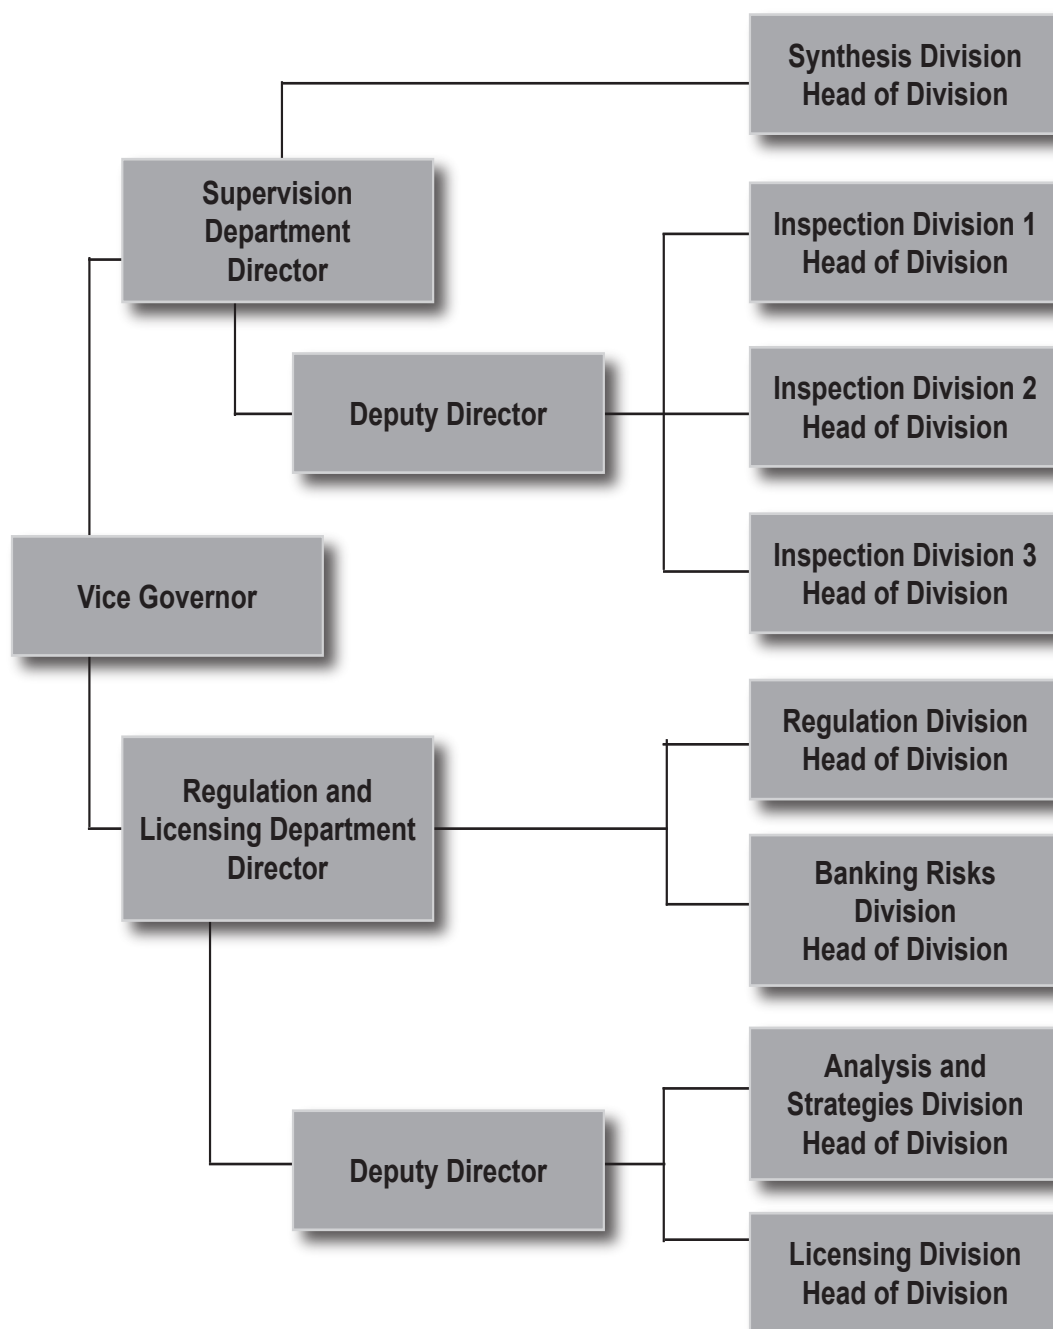 Synthesis Division
Head of Division
Supervision
Department
Director
Inspection Division 1
Head of Division
Deputy Director
Inspection Division 2
Head of Division
Inspection Division 3
Head of Division
Vice Governor
Regulation Division
Head of Division
Regulation and
Licensing Department
Director
Banking Risks
Division
Head of Division
Analysis and
Strategies Division
Head of Division
Deputy Director
Licensing Division
Head of Division